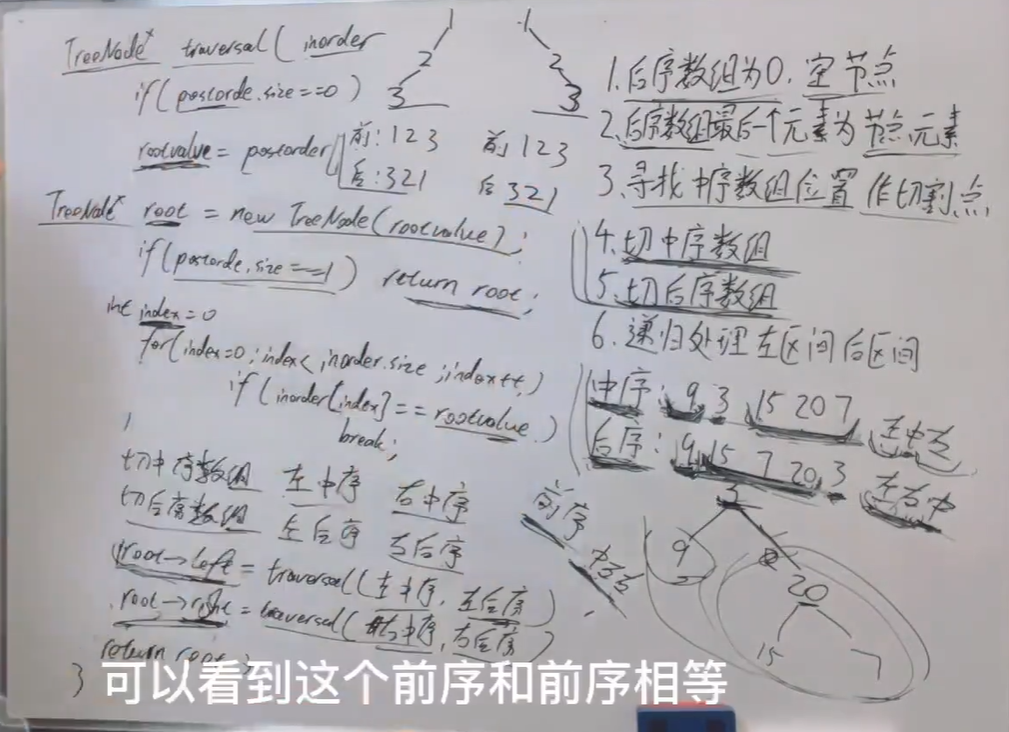 TreeNode* traversal( inorder
if(postorde.size==0)
rootvalue = postorder
TreeNode* root = new TreeNode(rootvalue);
if(postorde.size==1) return root;
int index=0
for(index=0;index<inorder.size;index++)
if(inorder[index]==rootvalue)
break;
切中序数组 左中序 右中序
切后序数组 左后序 右后序
root->left = traversal(左中序,左后序)
root->right = traversal(右中序,右后序)
return root;
}
1
2
3
前:123
后:321
1
2
3
前 123
后 321
1.后序数组为0,空节点
2.后序数组最后一个元素为节点元素
3.寻找中序数组位置作切割点
4.切中序数组
5.切后序数组
6.递归处理左区间后区间
中序:9 3 15 20 7 左中右
后序:9 15 7 20 3 左右中
前序 中左右
3
9
20
15 7
可以看到这个前序和前序相等